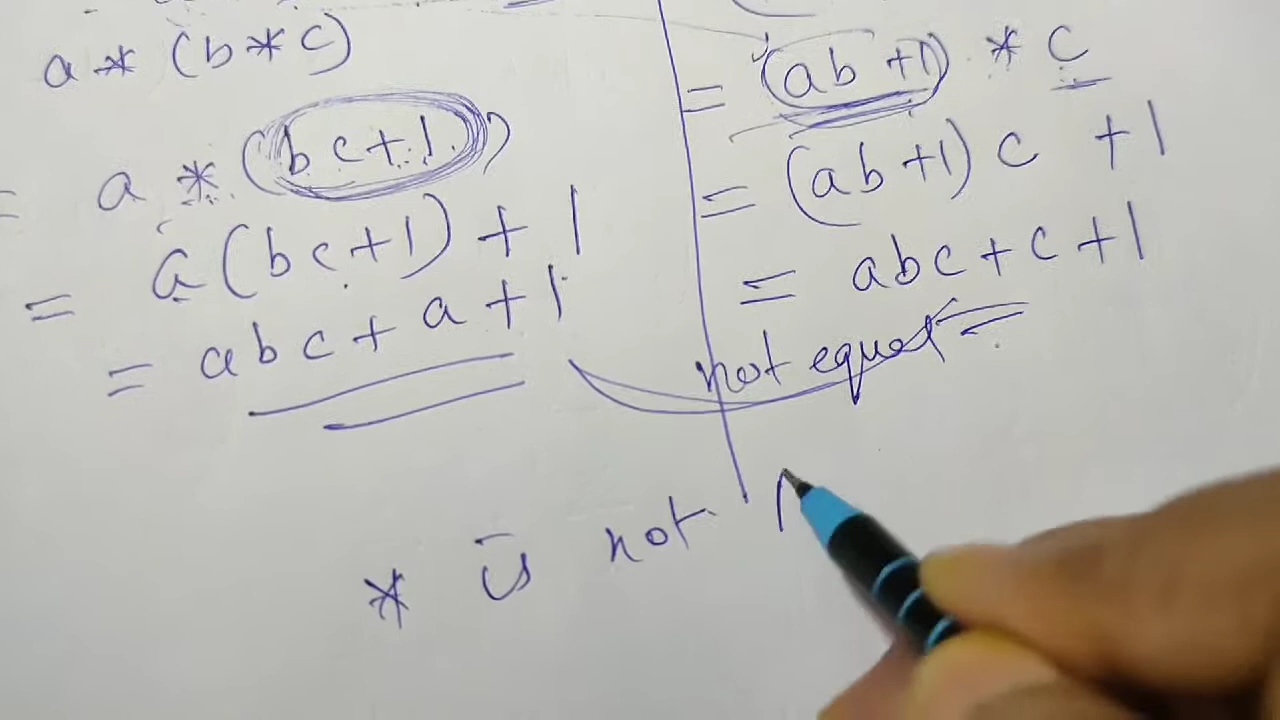 a * (b * c)
= a * (bc+1)
= a(bc+1) + 1
= abc + a + 1
= (ab+1) * c
= (ab+1) c + 1
= abc + c + 1
not equal
* is not